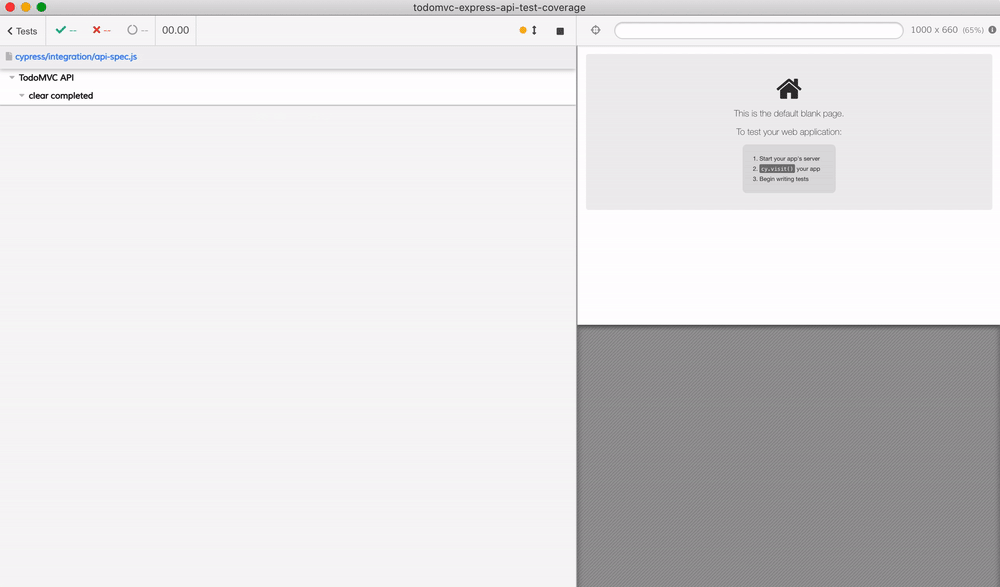 todomvc-express-api-test-coverage
Tests -- -- -- 00.00 1000 x 660 (65%)
cypress/integration/api-spec.js
TodoMVC API
clear completed
This is the default blank page.
To test your web application:
1. Start your app's server
2. cy.visit() your app
3. Begin writing tests